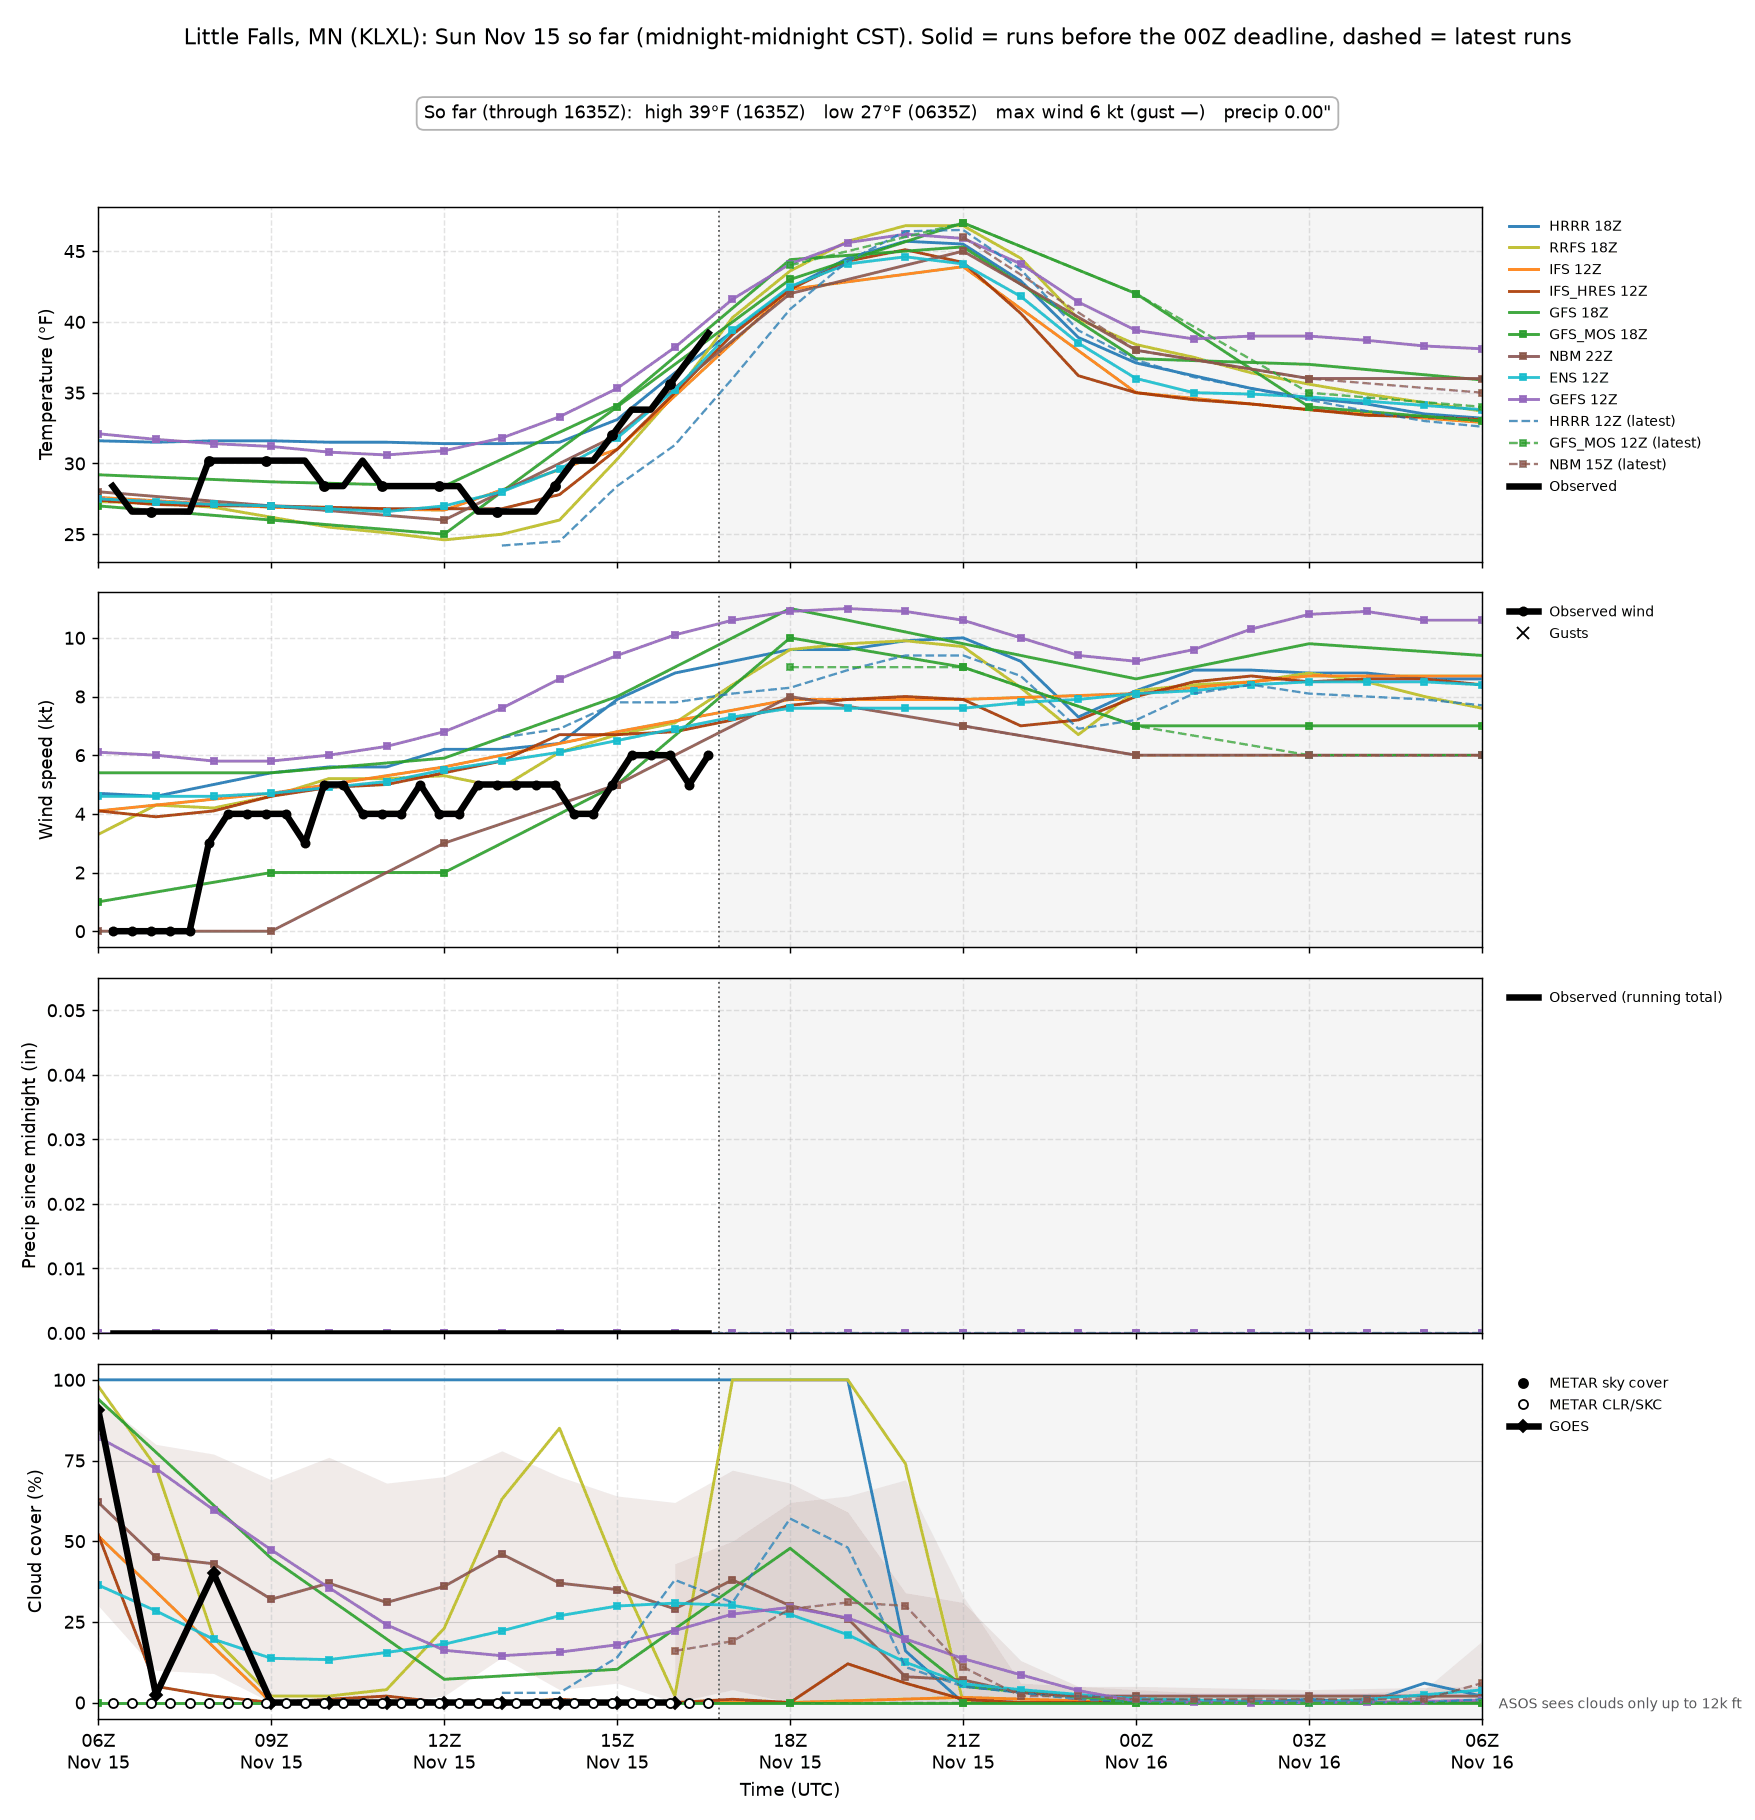 Little Falls, MN (KLXL): Sun Nov 15 so far (midnight-midnight CST). Solid = runs before the 00Z deadline, dashed = latest runs
So far (through 1635Z):  high 39°F (1635Z)   low 27°F (0635Z)   max wind 6 kt (gust —)   precip 0.00"
Temperature (°F)
45
40
35
30
25
HRRR 18Z
RRFS 18Z
IFS 12Z
IFS_HRES 12Z
GFS 18Z
GFS_MOS 18Z
NBM 22Z
ENS 12Z
GEFS 12Z
HRRR 12Z (latest)
GFS_MOS 12Z (latest)
NBM 15Z (latest)
Observed
Wind speed (kt)
10
8
6
4
2
0
Observed wind
Gusts
Precip since midnight (in)
0.05
0.04
0.03
0.02
0.01
0.00
Observed (running total)
Cloud cover (%)
100
75
50
25
0
METAR sky cover
METAR CLR/SKC
GOES
ASOS sees clouds only up to 12k ft
06Z 09Z 12Z 15Z 18Z 21Z 00Z 03Z 06Z
Nov 15 Nov 15 Nov 15 Nov 15 Nov 15 Nov 15 Nov 16 Nov 16 Nov 16
Time (UTC)